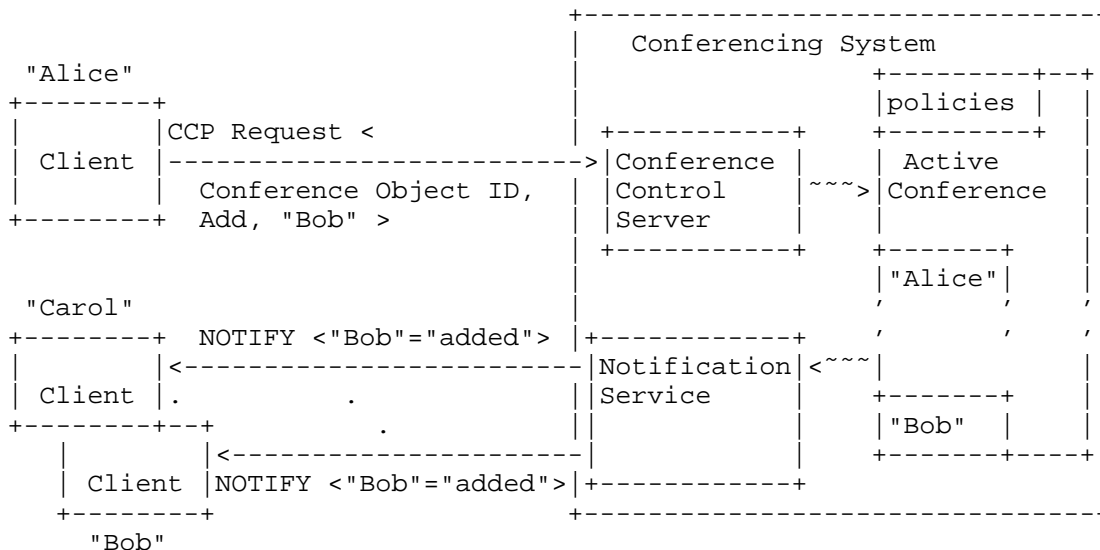 Conferencing System
"Alice"
policies
CCP Request <
Client Conference Active
Conference Object ID, Control Conference
Add, "Bob" > Server
"Alice"
"Carol"
NOTIFY <"Bob"="added">
Notification
Client Service
"Bob"
Client NOTIFY <"Bob"="added">
"Bob"